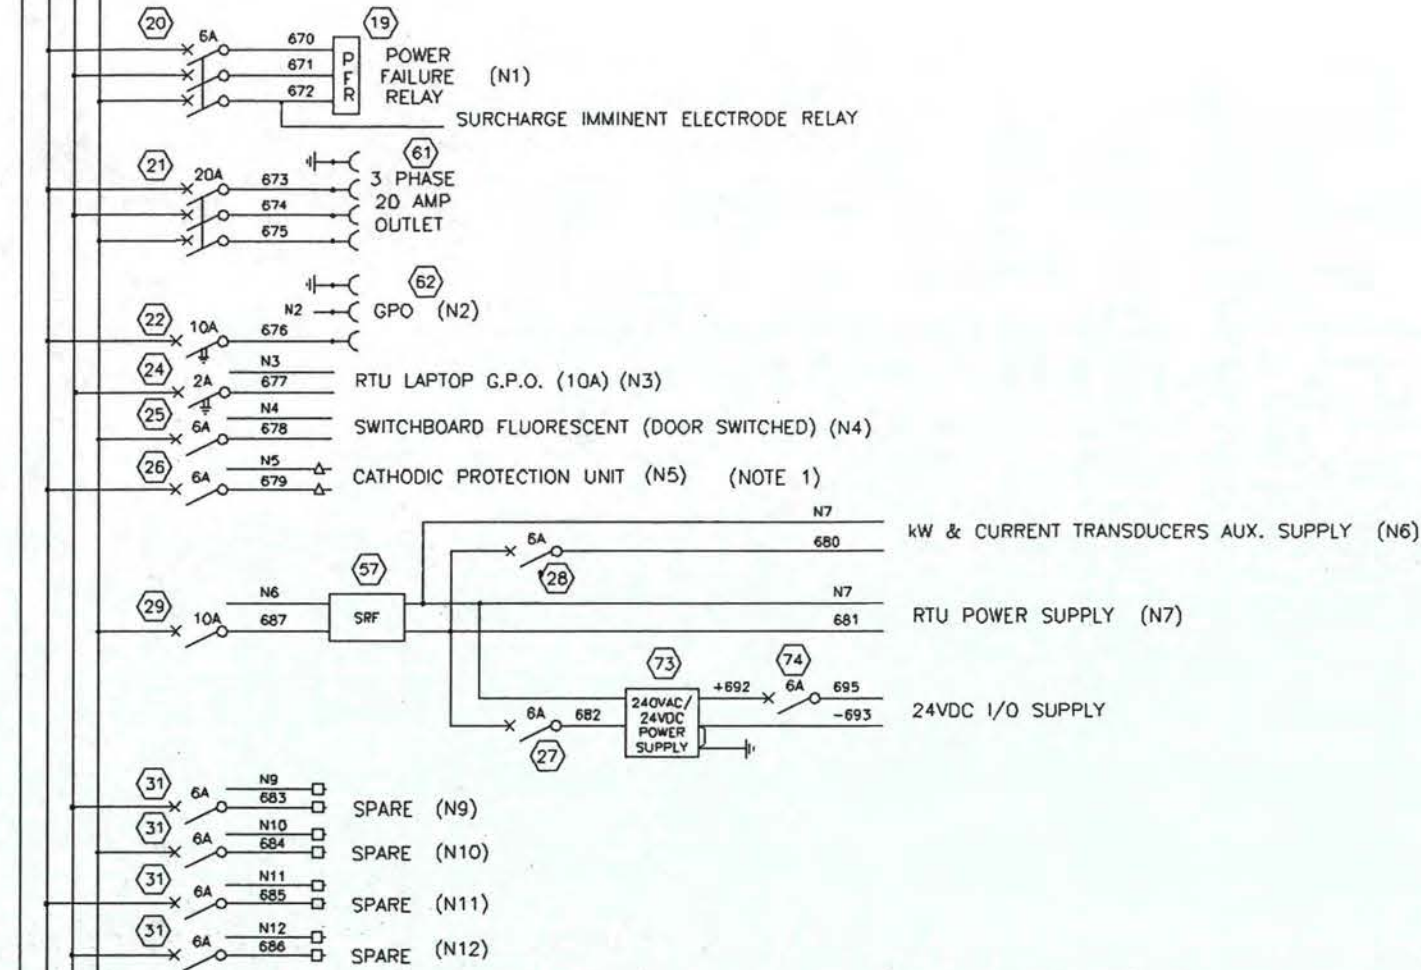 20
19
6A
670
671
672
PFR
POWER
FAILURE (N1)
RELAY
SURCHARGE IMMINENT ELECTRODE RELAY
21
61
20A
673
674
675
3 PHASE
20 AMP
OUTLET
62
N2
GPO (N2)
22
10A
676
24
N3
2A
677
RTU LAPTOP G.P.O. (10A) (N3)
25
N4
6A
678
SWITCHBOARD FLUORESCENT (DOOR SWITCHED) (N4)
26
N5
6A
679
CATHODIC PROTECTION UNIT (N5) (NOTE 1)
N7
6A
680
28
kW & CURRENT TRANSDUCERS AUX. SUPPLY (N6)
57
29
N6
10A
687
SRF
N7
681
RTU POWER SUPPLY (N7)
73
74
+692
6A
695
-693
24VDC I/O SUPPLY
6A
682
27
240VAC/
24VDC
POWER
SUPPLY
31
6A
N9
683
SPARE (N9)
31
6A
N10
684
SPARE (N10)
31
6A
N11
685
SPARE (N11)
31
6A
N12
686
SPARE (N12)